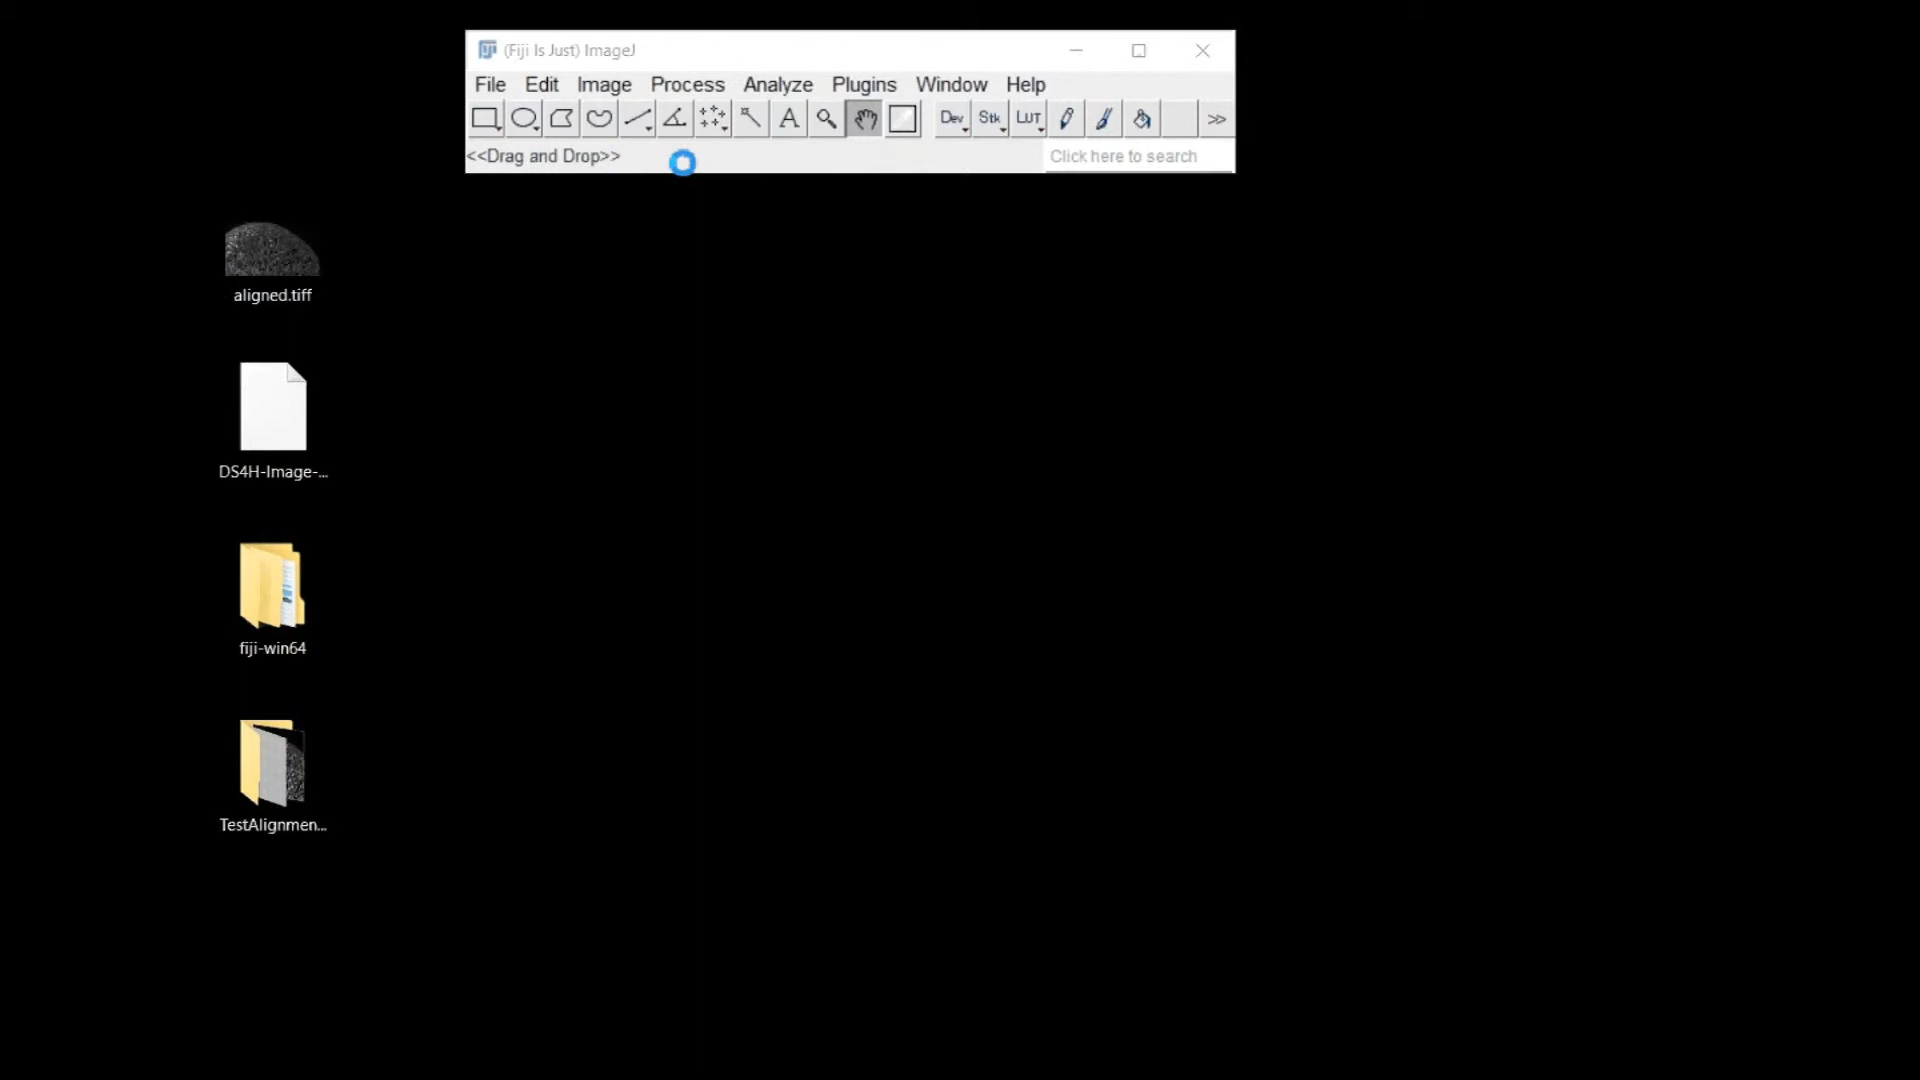 (Fiji Is Just) ImageJ
File Edit Image Process Analyze Plugins Window Help
A Dev Stk LUT >>
<<Drag and Drop>> Click here to search
aligned.tiff
DS4H-Image-...
fiji-win64
TestAlignmen...